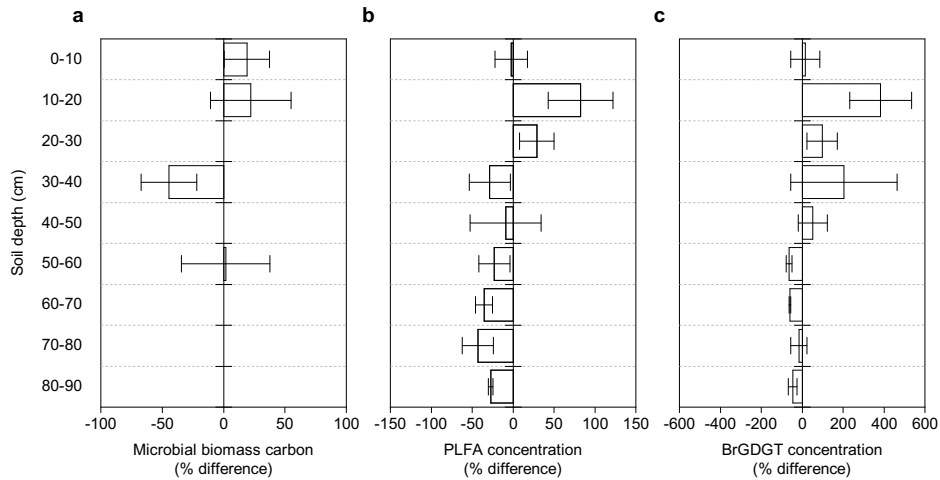 a
b
c
Soil depth (cm)
0-10
10-20
20-30
30-40
40-50
50-60
60-70
70-80
80-90
-100 -50 0 50 100
-150 -100 -50 0 50 100 150
-600 -400 -200 0 200 400 600
Microbial biomass carbon
(% difference)
PLFA concentration
(% difference)
BrGDGT concentration
(% difference)